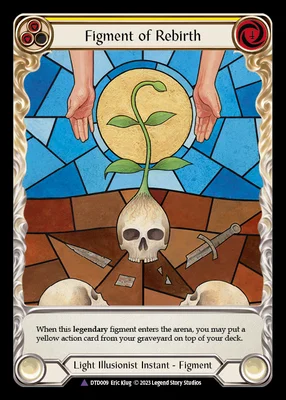 Figment of Rebirth
When this legendary figment enters the arena, you may put a
yellow action card from your graveyard on top of your deck.
Light Illusionist Instant - Figment
DTD009 Eric Klug © 2023 Legend Story Studios